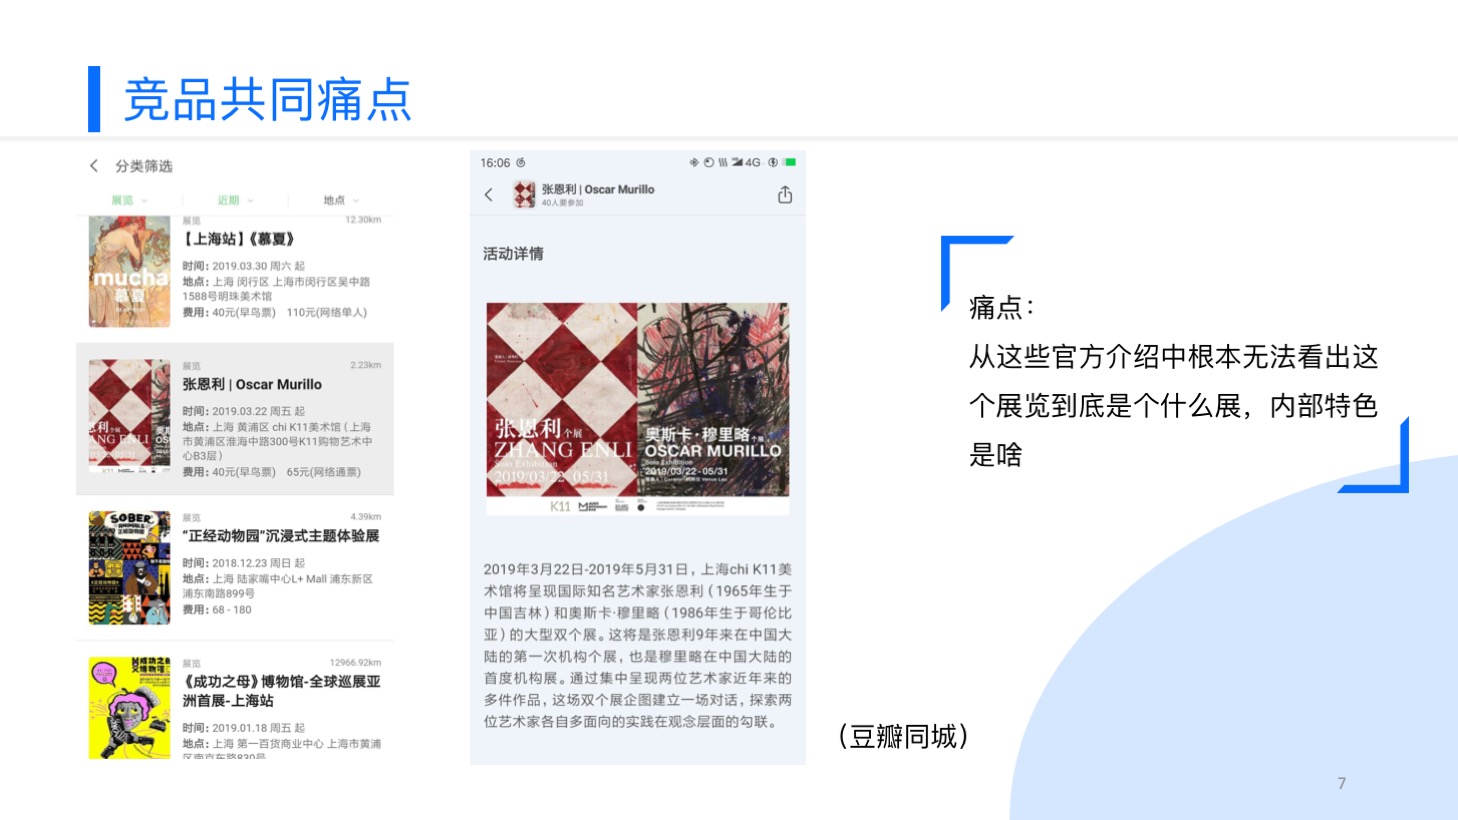 竞品共同痛点
分类筛选
展览
近期
地点
展览
12.30km
【上海站】《慕夏》
时间：2019.03.30 周六 起
地点：上海 闵行区 上海市闵行区吴中路
1588号明珠美术馆
费用：40元(早鸟票) 110元(网络单人)
mucha
慕夏
展览
2.23km
张恩利 | Oscar Murillo
时间：2019.03.22 周五 起
地点：上海 黄浦区 chi K11美术馆（上海
市黄浦区淮海中路300号K11购物艺术中
心B3层）
费用：40元(早鸟票) 65元(网络通票)
展览
4.39km
“正经动物园”沉浸式主题体验展
时间：2018.12.23 周日 起
地点：上海 陆家嘴中心L+ Mall 浦东新区
浦东南路899号
费用：68 - 180
SOBER
展览
12966.92km
《成功之母》博物馆-全球巡展亚
洲首展-上海站
时间：2019.01.18 周五 起
地点：上海 第一百货商业中心 上海市黄浦
区南京东路830号
16:06
4G
张恩利 | Oscar Murillo
40人要参加
活动详情
张恩利个展
ZHANG ENLI
Solo Exhibition
2019/03/22-05/31
奥斯卡·穆里略个展
OSCAR MURILLO
Solo Exhibition
2019/03/22-05/31
K11
2019年3月22日-2019年5月31日，上海chi K11美
术馆将呈现国际知名艺术家张恩利（1965年生于
中国吉林）和奥斯卡·穆里略（1986年生于哥伦比
亚）的大型双个展。这将是张恩利9年来在中国大
陆的第一次机构个展，也是穆里略在中国大陆的
首度机构展。通过集中呈现两位艺术家近年来的
多件作品，这场双个展企图建立一场对话，探索两
位艺术家各自多面向的实践在观念层面的勾联。
（豆瓣同城）
痛点：
从这些官方介绍中根本无法看出这
个展览到底是个什么展，内部特色
是啥
7